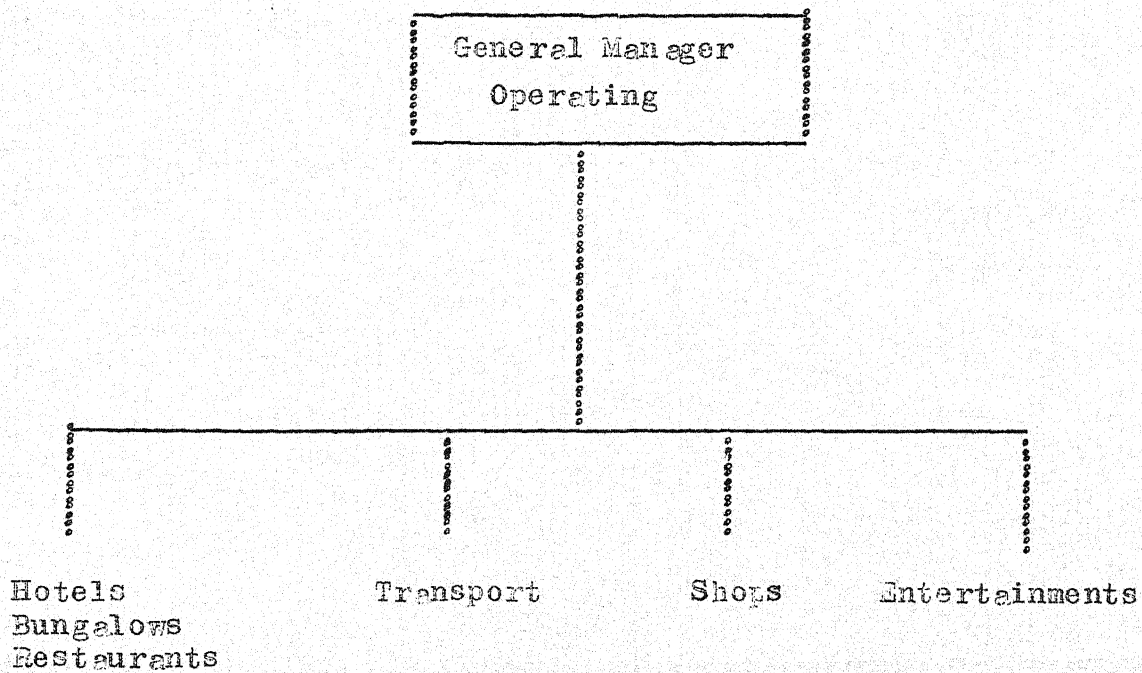 General Manager
Operating
Hotels Transport Shops Entertainments
Bungalows
Restaurants